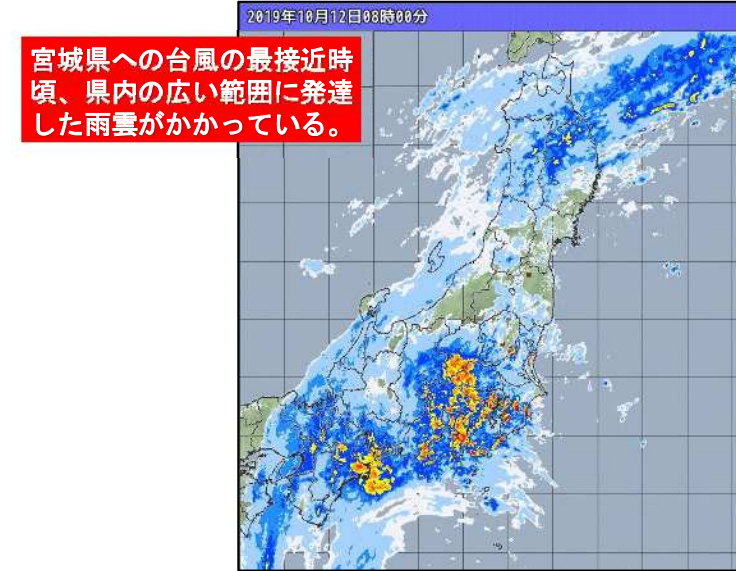 2019年10月12日08時00分
宮城県への台風の最接近時
頃、県内の広い範囲に発達
した雨雲がかかっている。